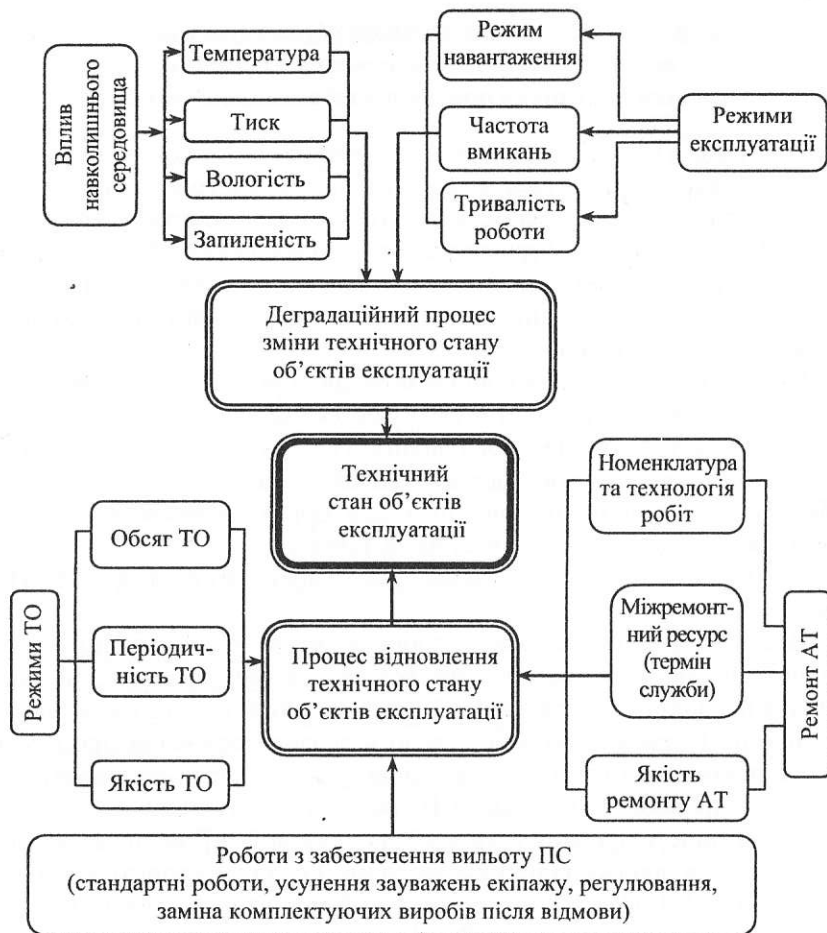 Вплив
навколишнього
середовища
Температура
Тиск
Вологість
Запиленість
Режим
навантаження
Частота
вмикань
Тривалість
роботи
Режими
експлуатації
Деградаційний процес
зміни технічного стану
об’єктів експлуатації
Технічний
стан об’єктів
експлуатації
Режими ТО
Обсяг ТО
Періодич-
ність ТО
Якість ТО
Процес відновлення
технічного стану
об’єктів експлуатації
Номенклатура
та технологія
робіт
Міжремонт-
ний ресурс
(термін
служби)
Якість
ремонту АТ
Ремонт АТ
Роботи з забезпечення вильоту ПС
(стандартні роботи, усунення зауважень екіпажу, регулювання,
заміна комплектуючих виробів після відмови)